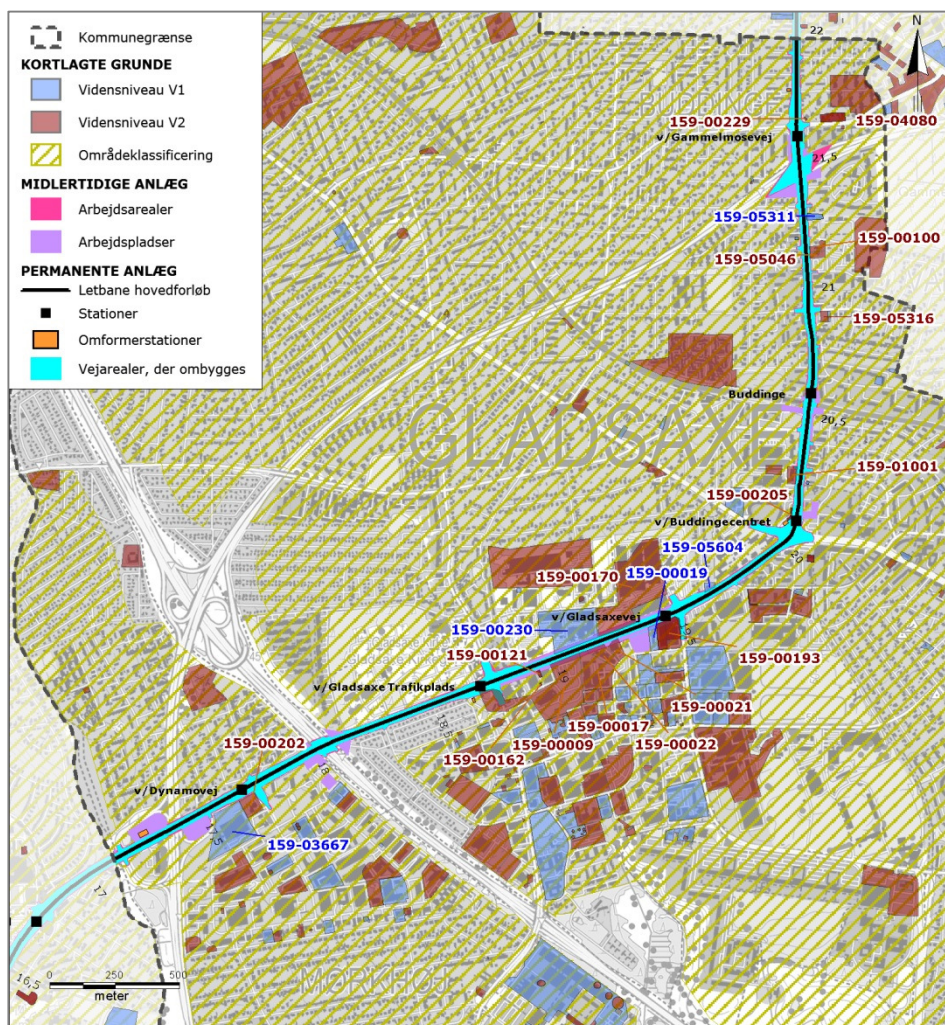 Kommunegrænse
KORTLAGTE GRUNDE
Vidensniveau V1
Vidensniveau V2
Områdeklassificering
MIDLERTIDIGE ANLÆG
Arbejdsarealer
Arbejdspladser
PERMANENTE ANLÆG
Letbane hovedforløb
Stationer
Omformerstationer
Vejarealer, der ombygges
N
22
BUDDINGE
159-00229
159-04080
v/Gammelmosevej
21,5
159-05311
159-00100
159-05046
21
159-05316
Buddinge
20,5
GLADSAXE
159-01001
159-00205
v/Buddingecentret
20
159-05604
159-00170
159-00019
v/Gladsaxevej
19,5
159-00230
159-00121
159-00193
19
v/Gladsaxe Trafikplads
18,5
159-00021
159-00017
159-00202
159-00009
159-00022
159-00162
18
v/Dynamovej
17,5
159-03667
17
16,5
MØRKHØJ
0 250 500
meter